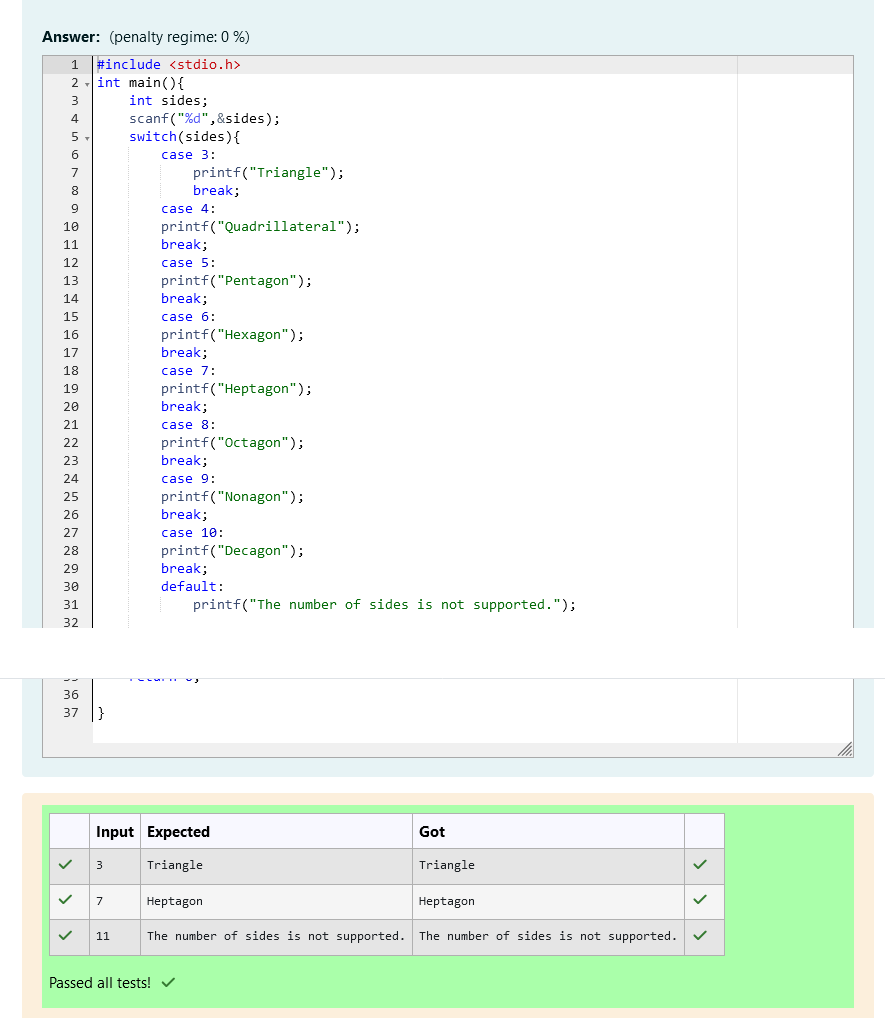 Answer: (penalty regime: 0 %)
1 #include <stdio.h>
2 int main(){
3 int sides;
4 scanf("%d",&sides);
5 switch(sides){
6 case 3:
7 printf("Triangle");
8 break;
9 case 4:
10 printf("Quadrillateral");
11 break;
12 case 5:
13 printf("Pentagon");
14 break;
15 case 6:
16 printf("Hexagon");
17 break;
18 case 7:
19 printf("Heptagon");
20 break;
21 case 8:
22 printf("Octagon");
23 break;
24 case 9:
25 printf("Nonagon");
26 break;
27 case 10:
28 printf("Decagon");
29 break;
30 default:
31 printf("The number of sides is not supported.");
32
36
37 }
Input Expected Got
3 Triangle Triangle
7 Heptagon Heptagon
11 The number of sides is not supported. The number of sides is not supported.
Passed all tests!